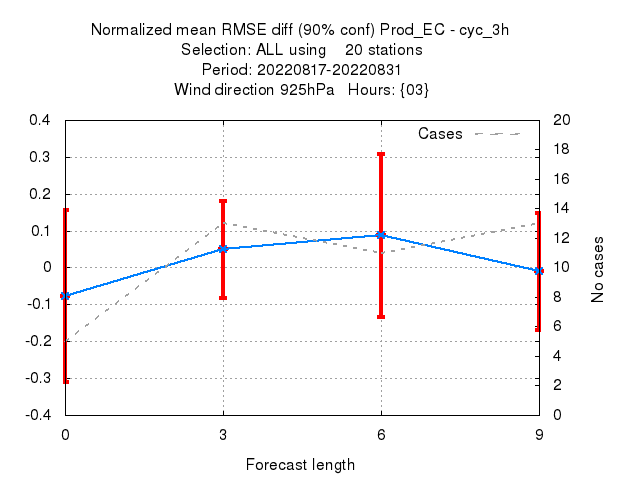 Normalized mean RMSE diff (90% conf) Prod_EC - cyc_3h
Selection: ALL using    20 stations
Period: 20220817-20220831
Wind direction 925hPa   Hours: {03}
Cases
0.4
0.3
0.2
0.1
0
-0.1
-0.2
-0.3
-0.4
20
18
16
14
12
10
8
6
4
2
0
No cases
0 3 6 9
Forecast length